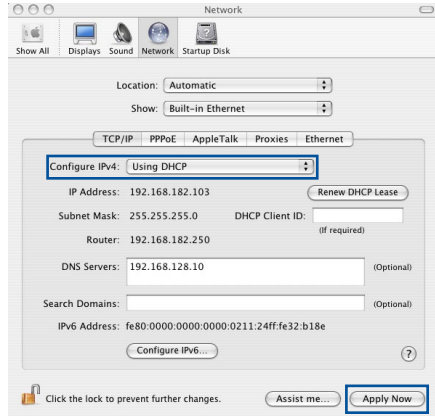 Network
Show All Displays Sound Network Startup Disk
Location: Automatic
Show: Built-in Ethernet
TCP/IP PPPoE AppleTalk Proxies Ethernet
Configure IPv4: Using DHCP
IP Address: 192.168.182.103 Renew DHCP Lease
Subnet Mask: 255.255.255.0 DHCP Client ID:
(If required)
Router: 192.168.182.250
DNS Servers: 192.168.128.10 (Optional)
Search Domains: (Optional)
IPv6 Address: fe80:0000:0000:0000:0211:24ff:fe32:b18e
Configure IPv6... ?
Click the lock to prevent further changes. Assist me... Apply Now